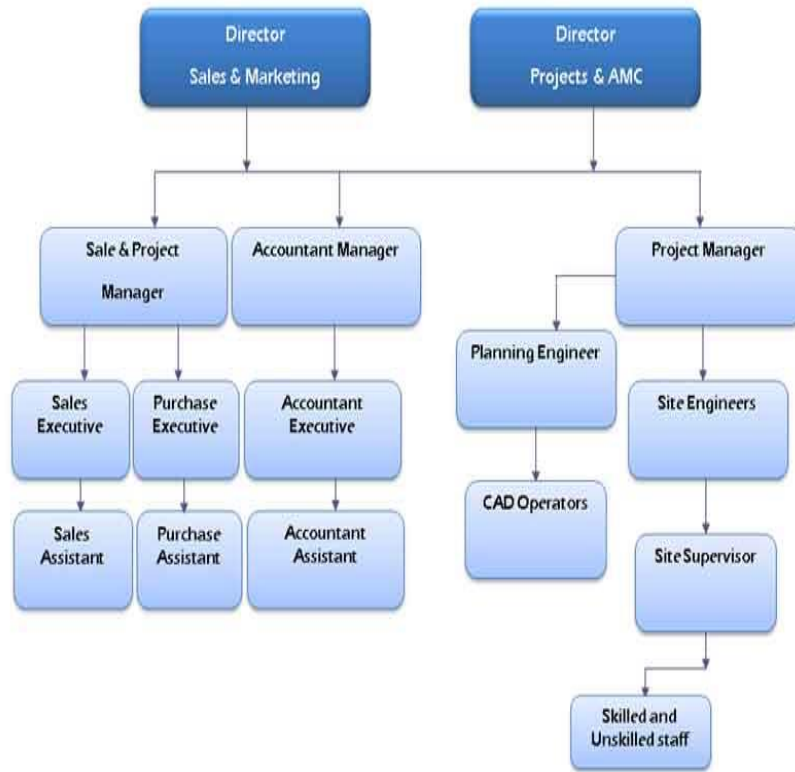 Director
Sales & Marketing
Director
Projects & AMC
Sale & Project
Manager
Accountant Manager
Project Manager
Planning Engineer
Sales
Executive
Purchase
Executive
Accountant
Executive
Site Engineers
CAD Operators
Sales
Assistant
Purchase
Assistant
Accountant
Assistant
Site Supervisor
Skilled and
Unskilled staff